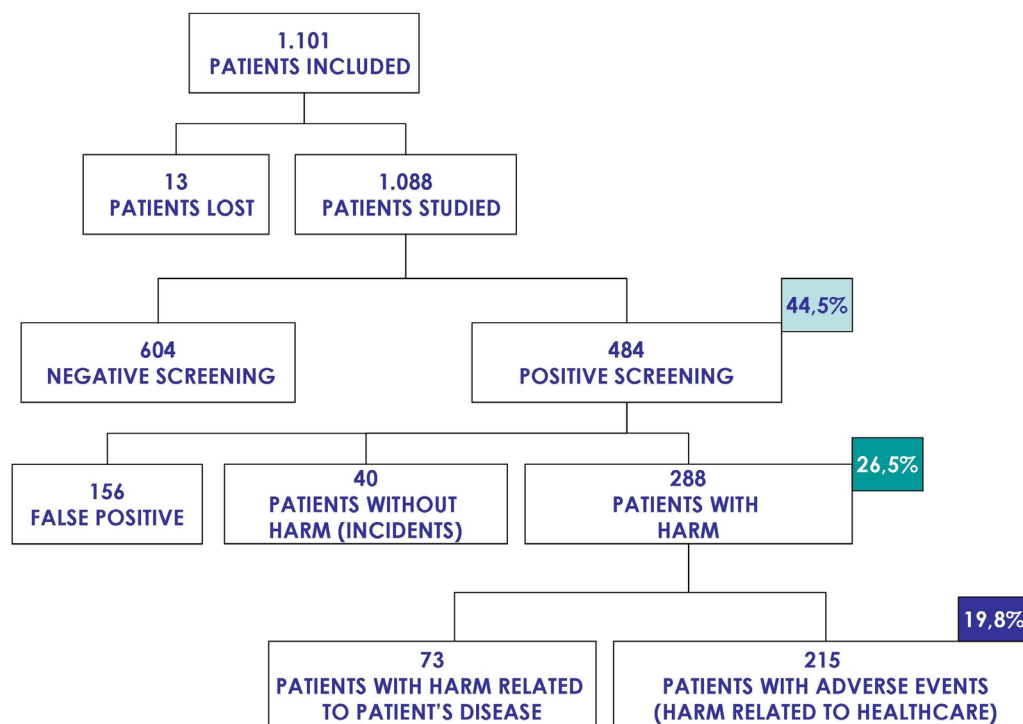 1.101
PATIENTS INCLUDED
13
PATIENTS LOST
1.088
PATIENTS STUDIED
44,5%
604
NEGATIVE SCREENING
484
POSITIVE SCREENING
26,5%
156
FALSE POSITIVE
40
PATIENTS WITHOUT
HARM (INCIDENTS)
288
PATIENTS WITH
HARM
19,8%
73
PATIENTS WITH HARM RELATED
TO PATIENT'S DISEASE
215
PATIENTS WITH ADVERSE EVENTS
(HARM RELATED TO HEALTHCARE)